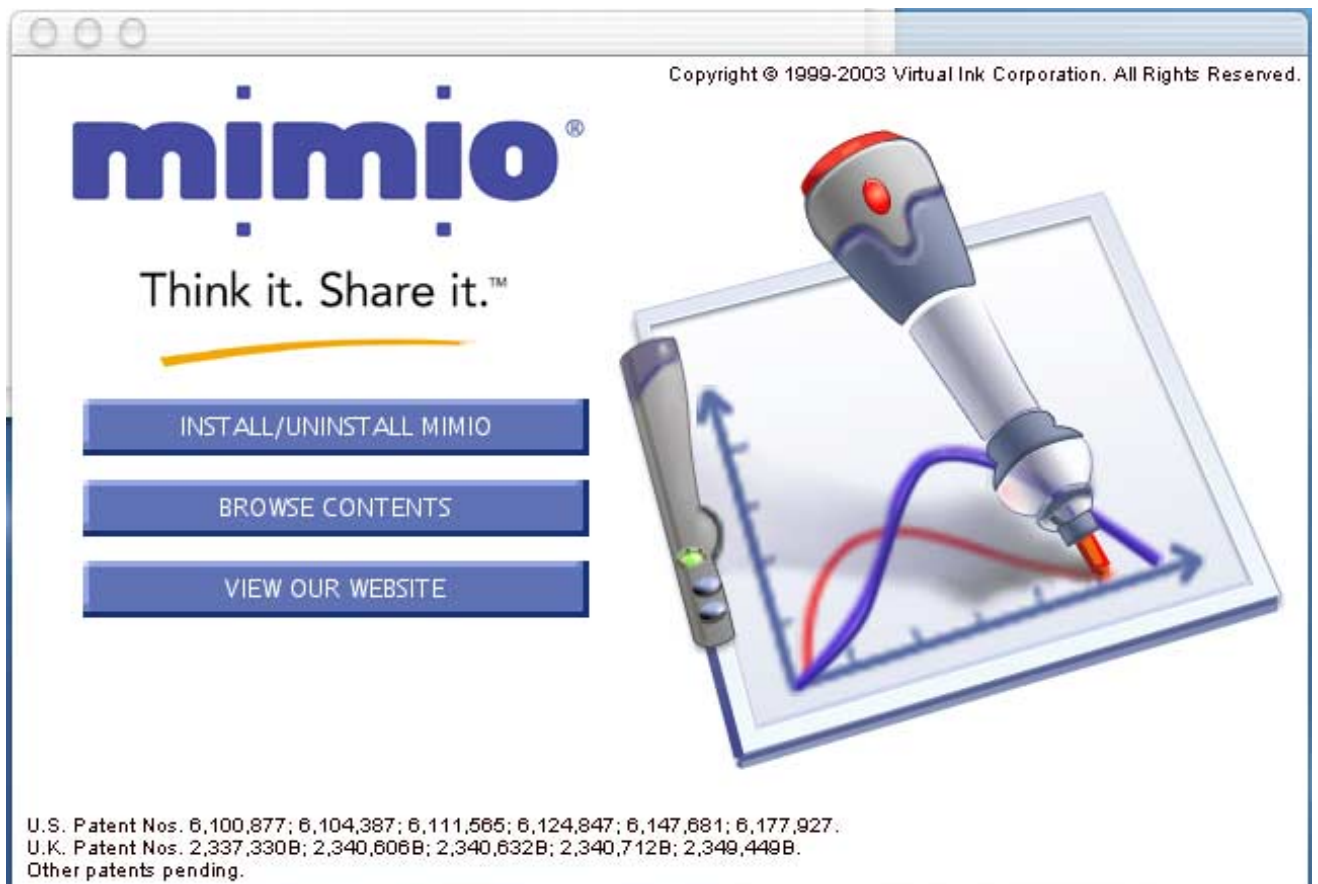 Copyright © 1999-2003 Virtual Ink Corporation. All Rights Reserved.
mimio®
Think it. Share it.™
INSTALL/UNINSTALL MIMIO
BROWSE CONTENTS
VIEW OUR WEBSITE
U.S. Patent Nos. 6,100,877; 6,104,387; 6,111,565; 6,124,847; 6,147,681; 6,177,927.
U.K. Patent Nos. 2,337,330B; 2,340,606B; 2,340,632B; 2,340,712B; 2,349,449B.
Other patents pending.